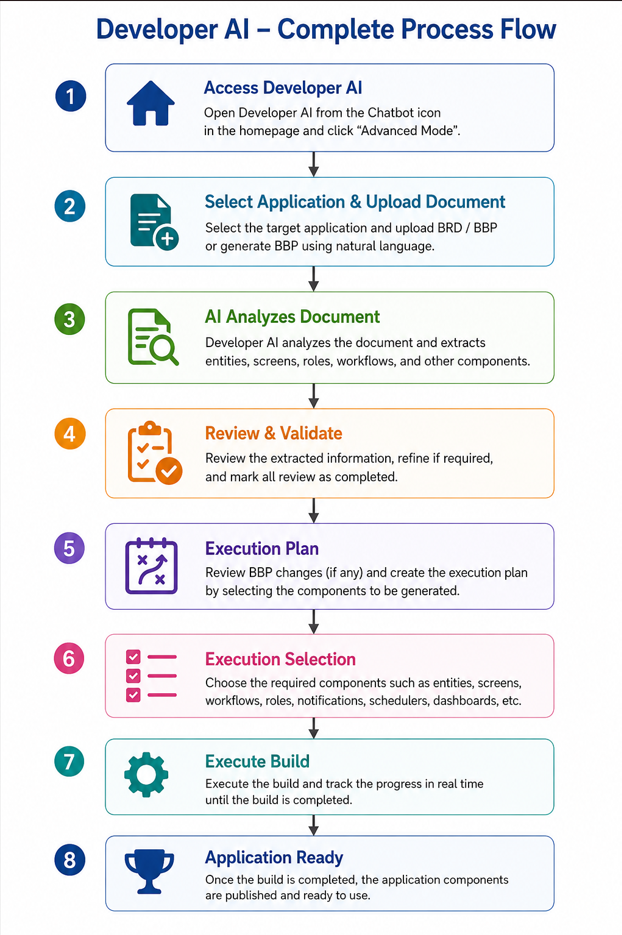 Developer AI – Complete Process Flow
1
Access Developer AI
Open Developer AI from the Chatbot icon
in the homepage and click “Advanced Mode”.
2
Select Application & Upload Document
Select the target application and upload BRD / BBP
or generate BBP using natural language.
3
AI Analyzes Document
Developer AI analyzes the document and extracts
entities, screens, roles, workflows, and other components.
4
Review & Validate
Review the extracted information, refine if required,
and mark all review as completed.
5
Execution Plan
Review BBP changes (if any) and create the execution plan
by selecting the components to be generated.
6
Execution Selection
Choose the required components such as entities, screens,
workflows, roles, notifications, schedulers, dashboards, etc.
7
Execute Build
Execute the build and track the progress in real time
until the build is completed.
8
Application Ready
Once the build is completed, the application components
are published and ready to use.